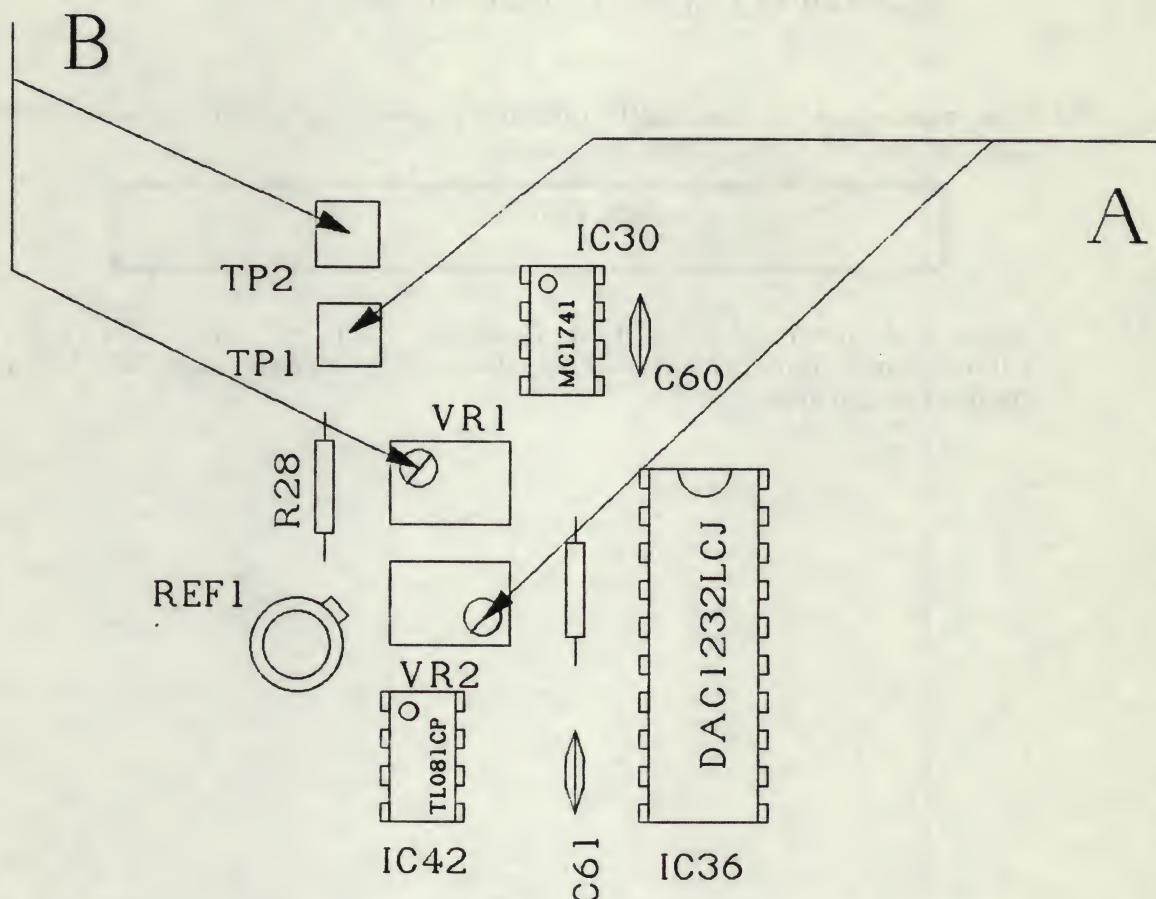 B
A
IC30
TP2
MC1741
TP1
C60
VR1
R28
DAC1232LCJ
REF1
VR2
TL081CP
IC42
C61
IC36